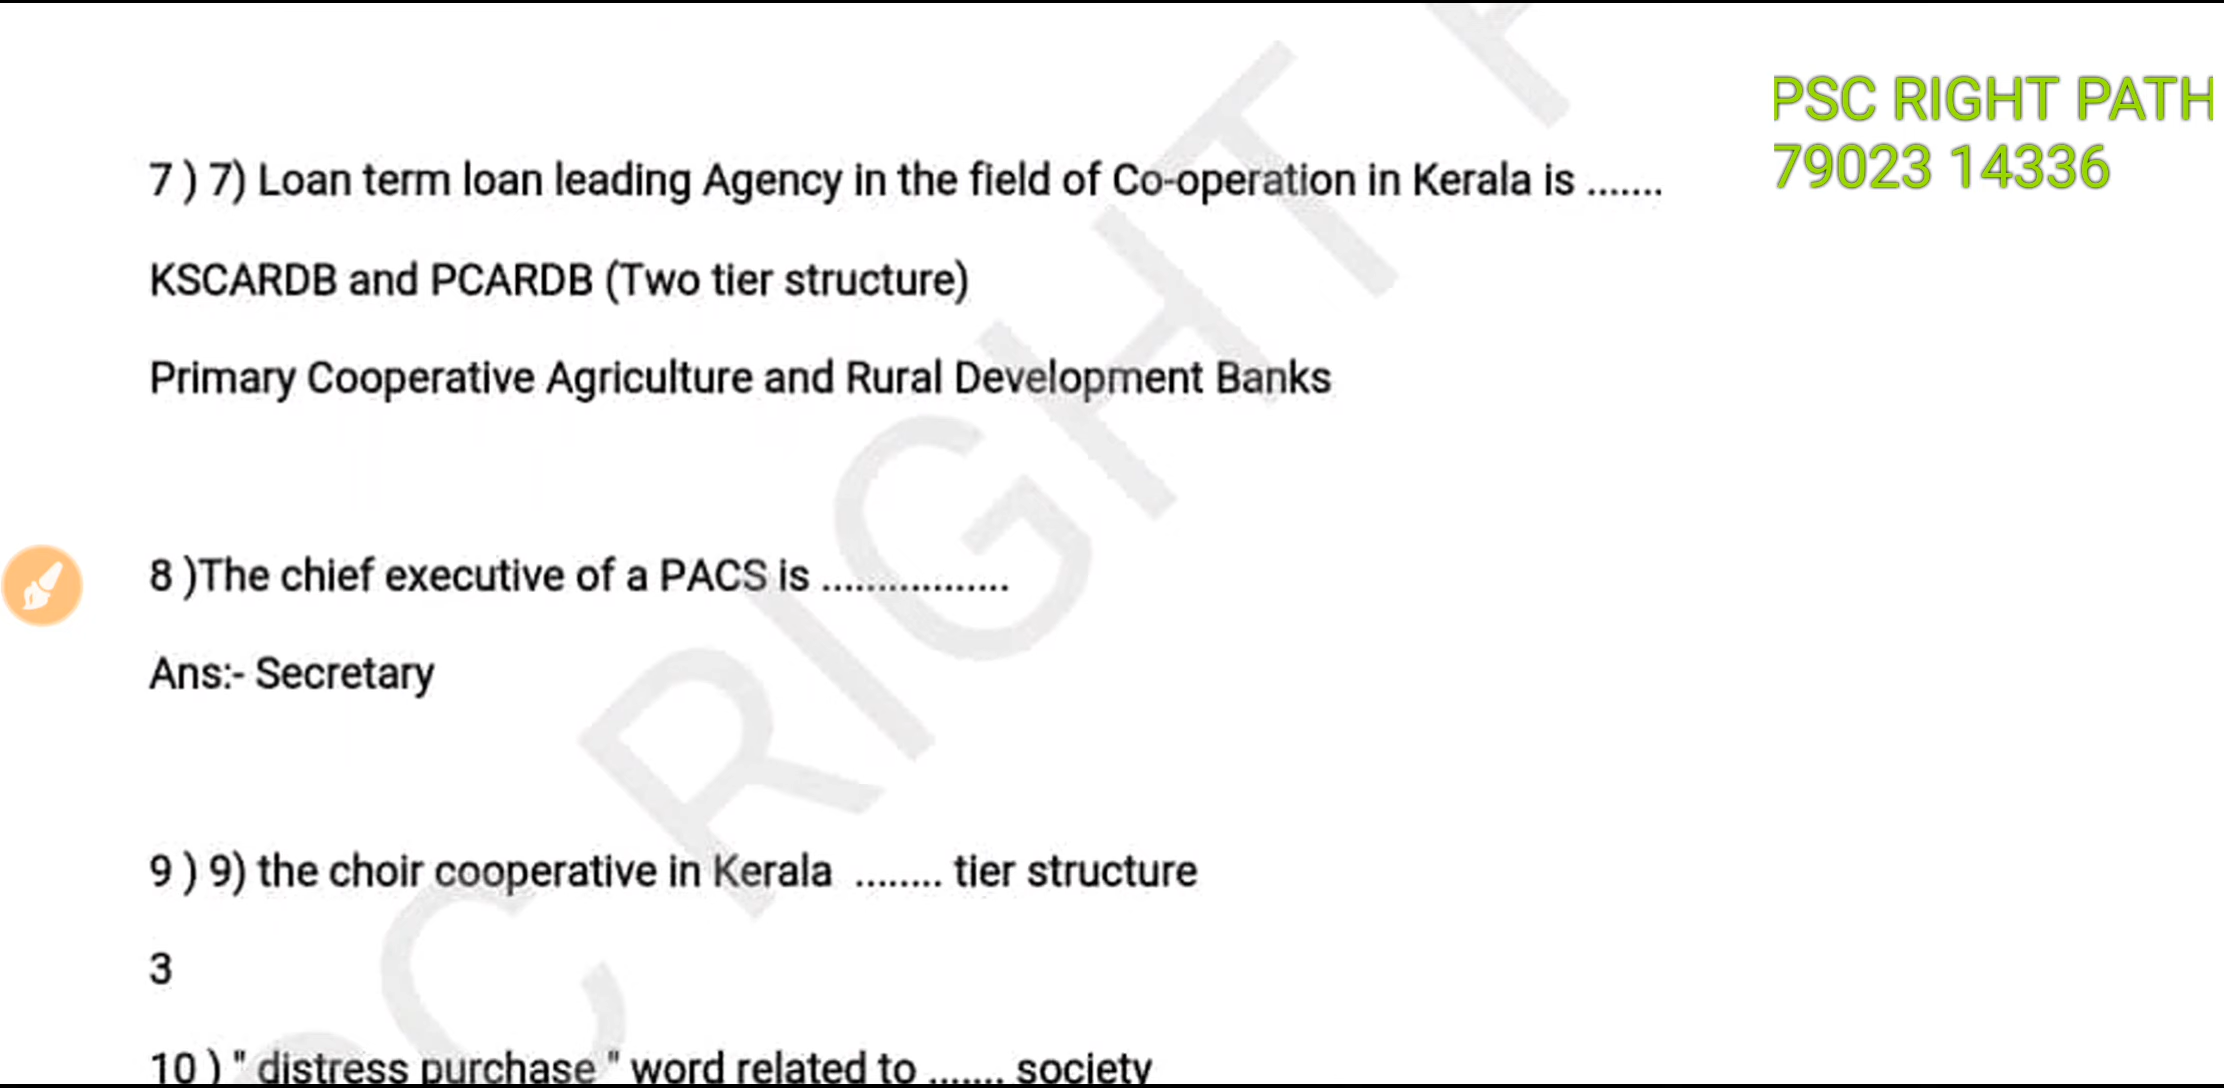 PSC RIGHT PATH
79023 14336
7 ) 7) Loan term loan leading Agency in the field of Co-operation in Kerala is .......
KSCARDB and PCARDB (Two tier structure)
Primary Cooperative Agriculture and Rural Development Banks
8 )The chief executive of a PACS is .................
Ans:- Secretary
9 ) 9) the choir cooperative in Kerala ........ tier structure
3
10 ) " distress purchase " word related to ....... society
PSC RIGHT P